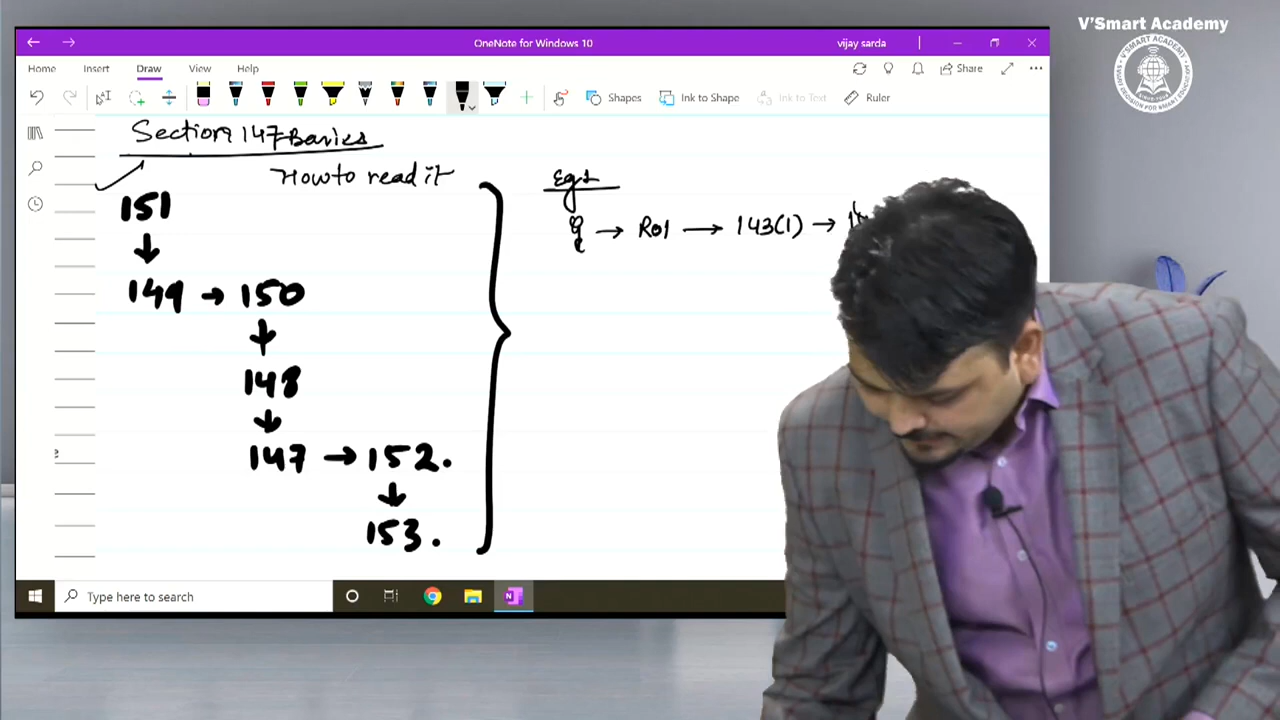 V'Smart Academy
OneNote for Windows 10
vijay sarda
Home Insert Draw View Help
Share
Shapes Ink to Shape Ink to Text Ruler
Section 147 Basics
How to read it
151
149 → 150
148
147 → 152.
153.
Eg 1
→ ROI → 143(1) →
Type here to search